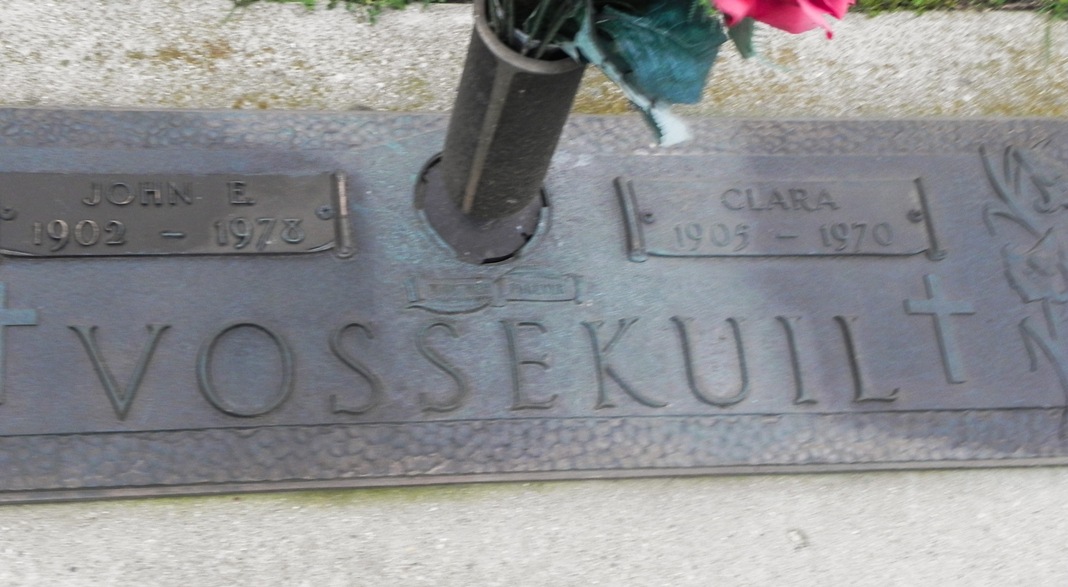 JOHN E.
1902 – 1978
CLARA
1905 – 1970
VOSSEKUIL